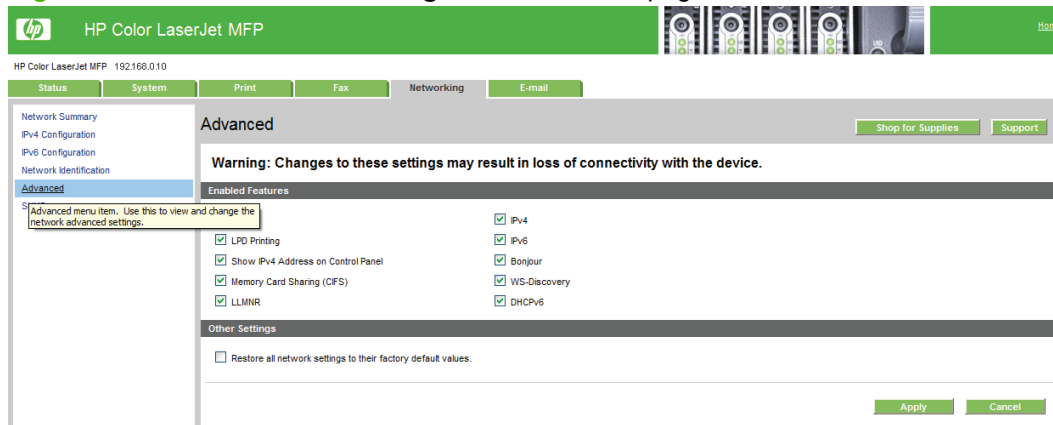 hp HP Color LaserJet MFP
HP Color LaserJet MFP 192.168.0.10
Status System Print Fax Networking E-mail
Network Summary
IPv4 Configuration
IPv6 Configuration
Network Identification
Advanced
Advanced menu item. Use this to view and change the
network advanced settings.
Advanced
Shop for Supplies Support
Warning: Changes to these settings may result in loss of connectivity with the device.
Enabled Features
IPv4
LPD Printing
IPv6
Show IPv4 Address on Control Panel
Bonjour
Memory Card Sharing (CIFS)
WS-Discovery
LLMNR
DHCPv6
Other Settings
Restore all network settings to their factory default values.
Apply Cancel